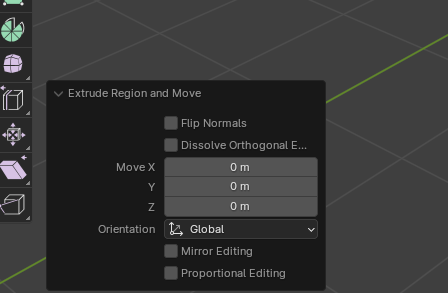 Extrude Region and Move
Flip Normals
Dissolve Orthogonal E...
Move X 0 m
Y 0 m
Z 0 m
Orientation Global
Mirror Editing
Proportional Editing